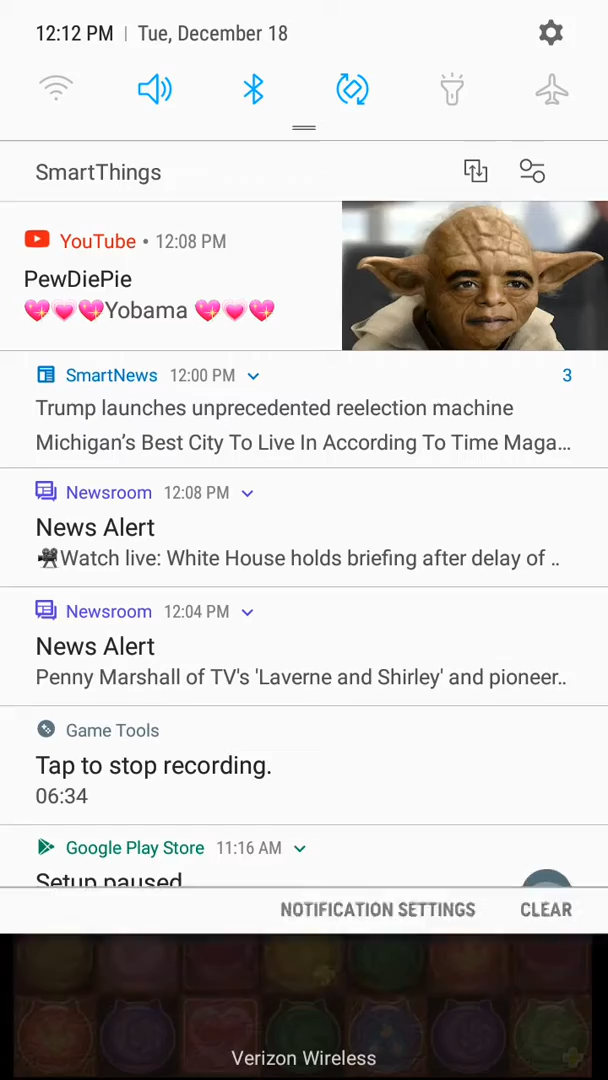 12:12 PM | Tue, December 18
SmartThings
YouTube • 12:08 PM
PewDiePie
💖💗💖Yobama 💖💗💖
SmartNews 12:00 PM 3
Trump launches unprecedented reelection machine
Michigan’s Best City To Live In According To Time Maga...
Newsroom 12:08 PM
News Alert
🎥Watch live: White House holds briefing after delay of ..
Newsroom 12:04 PM
News Alert
Penny Marshall of TV's 'Laverne and Shirley' and pioneer..
Game Tools
Tap to stop recording.
06:34
Google Play Store 11:16 AM
Setup paused
NOTIFICATION SETTINGS CLEAR
Verizon Wireless